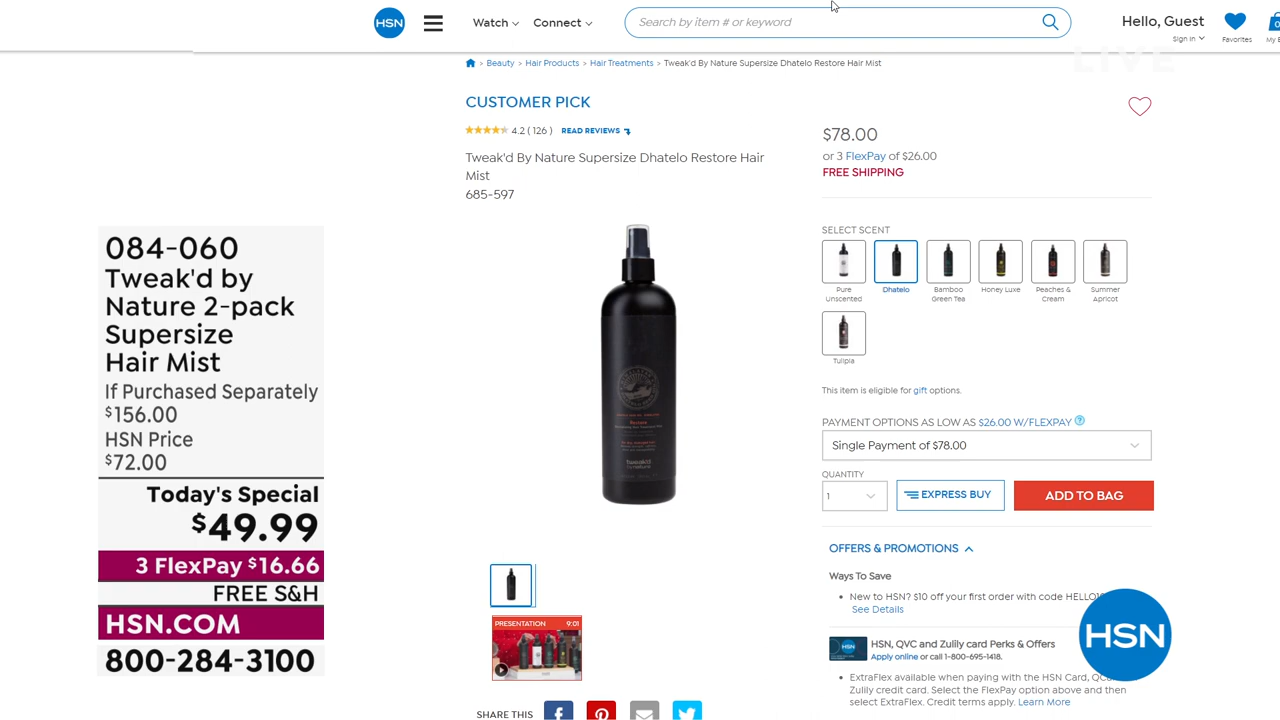 HSN
Watch
Connect
Search by item # or keyword
Hello, Guest
Sign In
Favorites
0
LIVE
> Beauty > Hair Products > Hair Treatments > Tweak'd By Nature Supersize Dhatelo Restore Hair Mist
CUSTOMER PICK
4.2 ( 126 ) READ REVIEWS
Tweak'd By Nature Supersize Dhatelo Restore Hair
Mist
685-597
$78.00
or 3 FlexPay of $26.00
FREE SHIPPING
SELECT SCENT
Pure
Unscented
Dhatelo
Bamboo
Green Tea
Honey Luxe
Peaches &
Cream
Summer
Apricot
Tulipia
This item is eligible for gift options.
PAYMENT OPTIONS AS LOW AS $26.00 W/FLEXPAY ?
Single Payment of $78.00
QUANTITY
1
EXPRESS BUY
ADD TO BAG
OFFERS & PROMOTIONS
Ways To Save
• New to HSN? $10 off your first order with code
See Details
HSN
HSN, QVC and Zulily card Perks & Offers
Apply online or call 1-800-695-1418.
• ExtraFlex available when paying with the HSN Card,
Zulily credit card. Select the FlexPay option above and then
select ExtraFlex. Credit terms apply. Learn More
HSN
084-060
Tweak'd by
Nature 2-pack
Supersize
Hair Mist
If Purchased Separately
$156.00
HSN Price
$72.00
Today's Special
$49.99
3 FlexPay $16.66
FREE S&H
HSN.COM
800-284-3100
Restore
Tweak'd
by nature
PRESENTATION 9:01
SHARE THIS